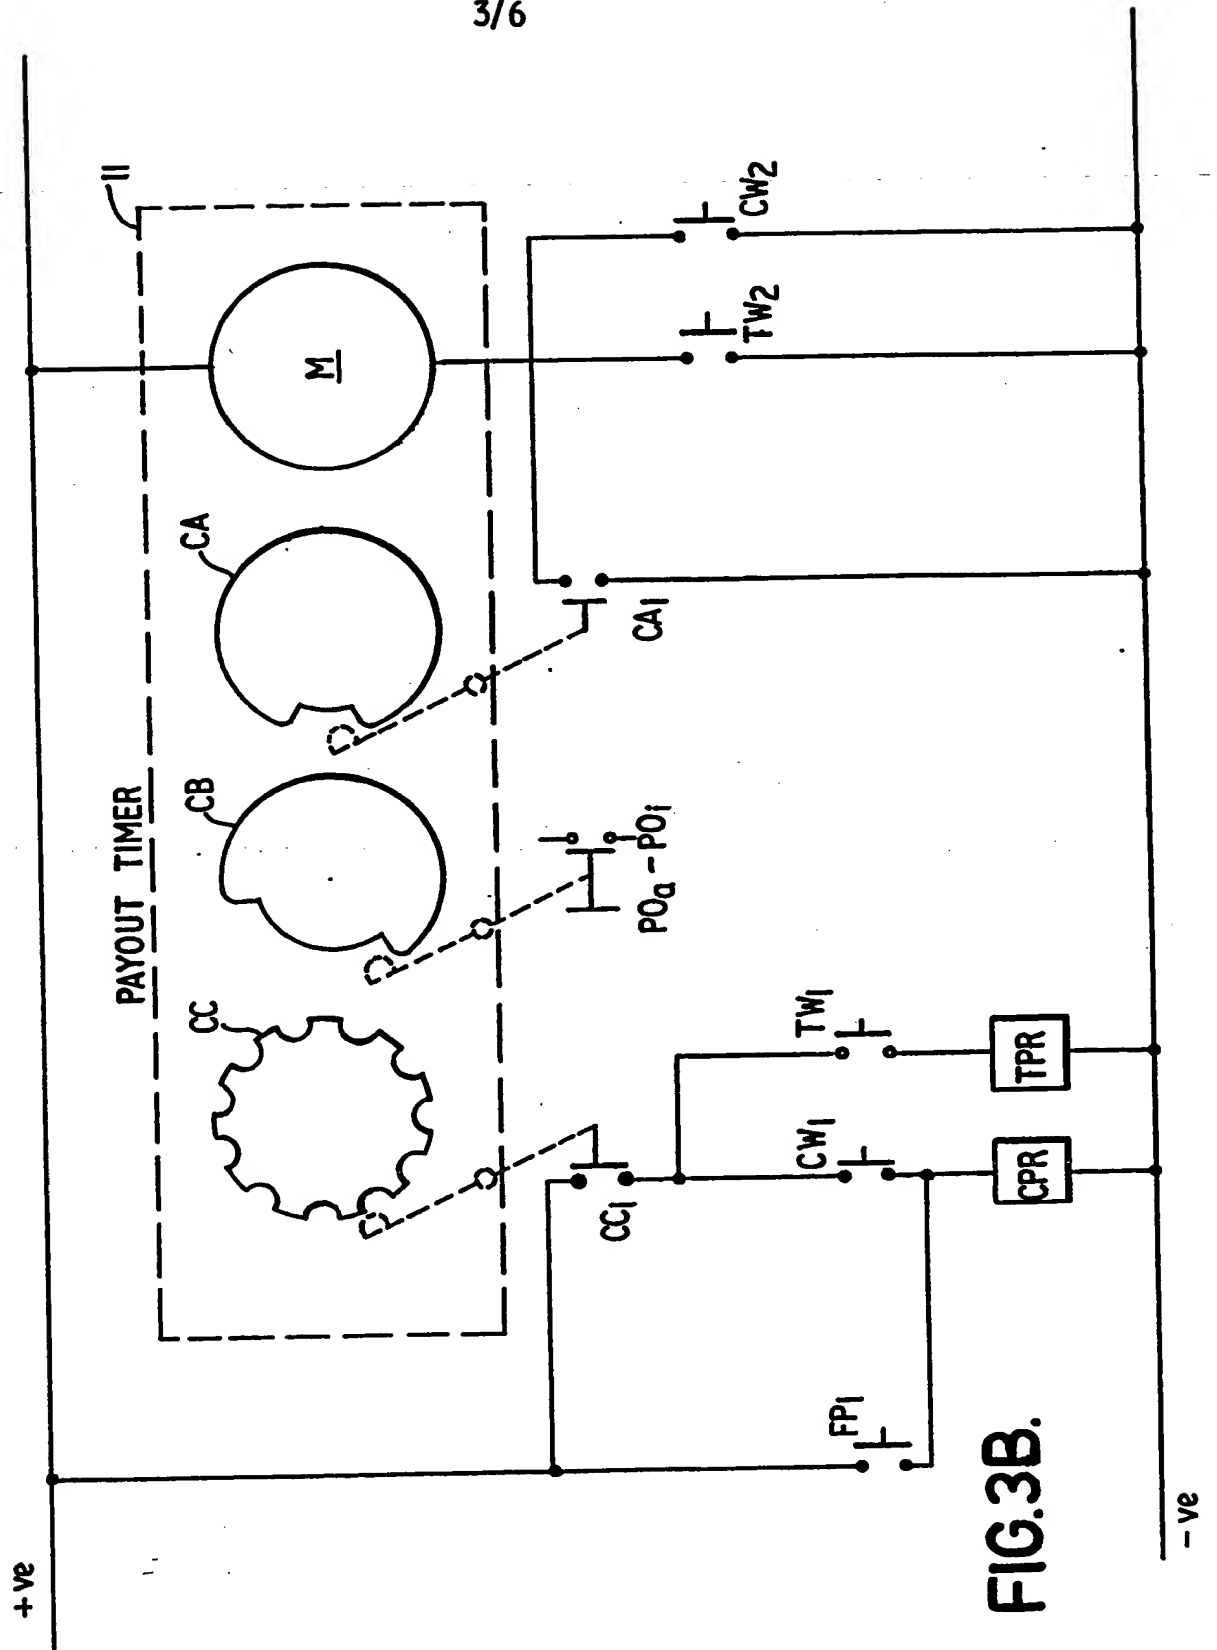 3/6
+ve
PAYOUT TIMER
11
CC
CB
CA
M
CC1
POa - POi
CA1
FP1
CW1
TW1
TW2
CW2
CPR
TPR
- ve
FIG.3B.